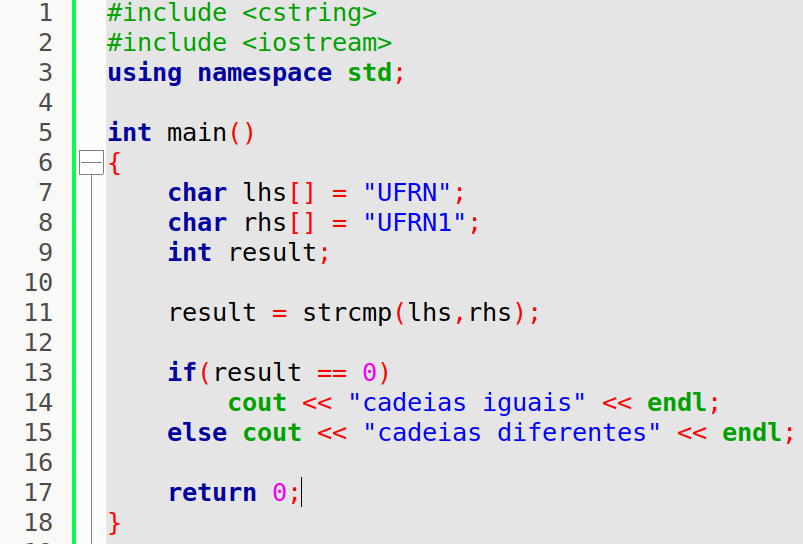 1 #include <cstring>
2 #include <iostream>
3 using namespace std;
4
5 int main()
6 {
7     char lhs[] = "UFRN";
8     char rhs[] = "UFRN1";
9     int result;
10
11     result = strcmp(lhs,rhs);
12
13     if(result == 0)
14         cout << "cadeias iguais" << endl;
15     else cout << "cadeias diferentes" << endl;
16
17     return 0;
18 }